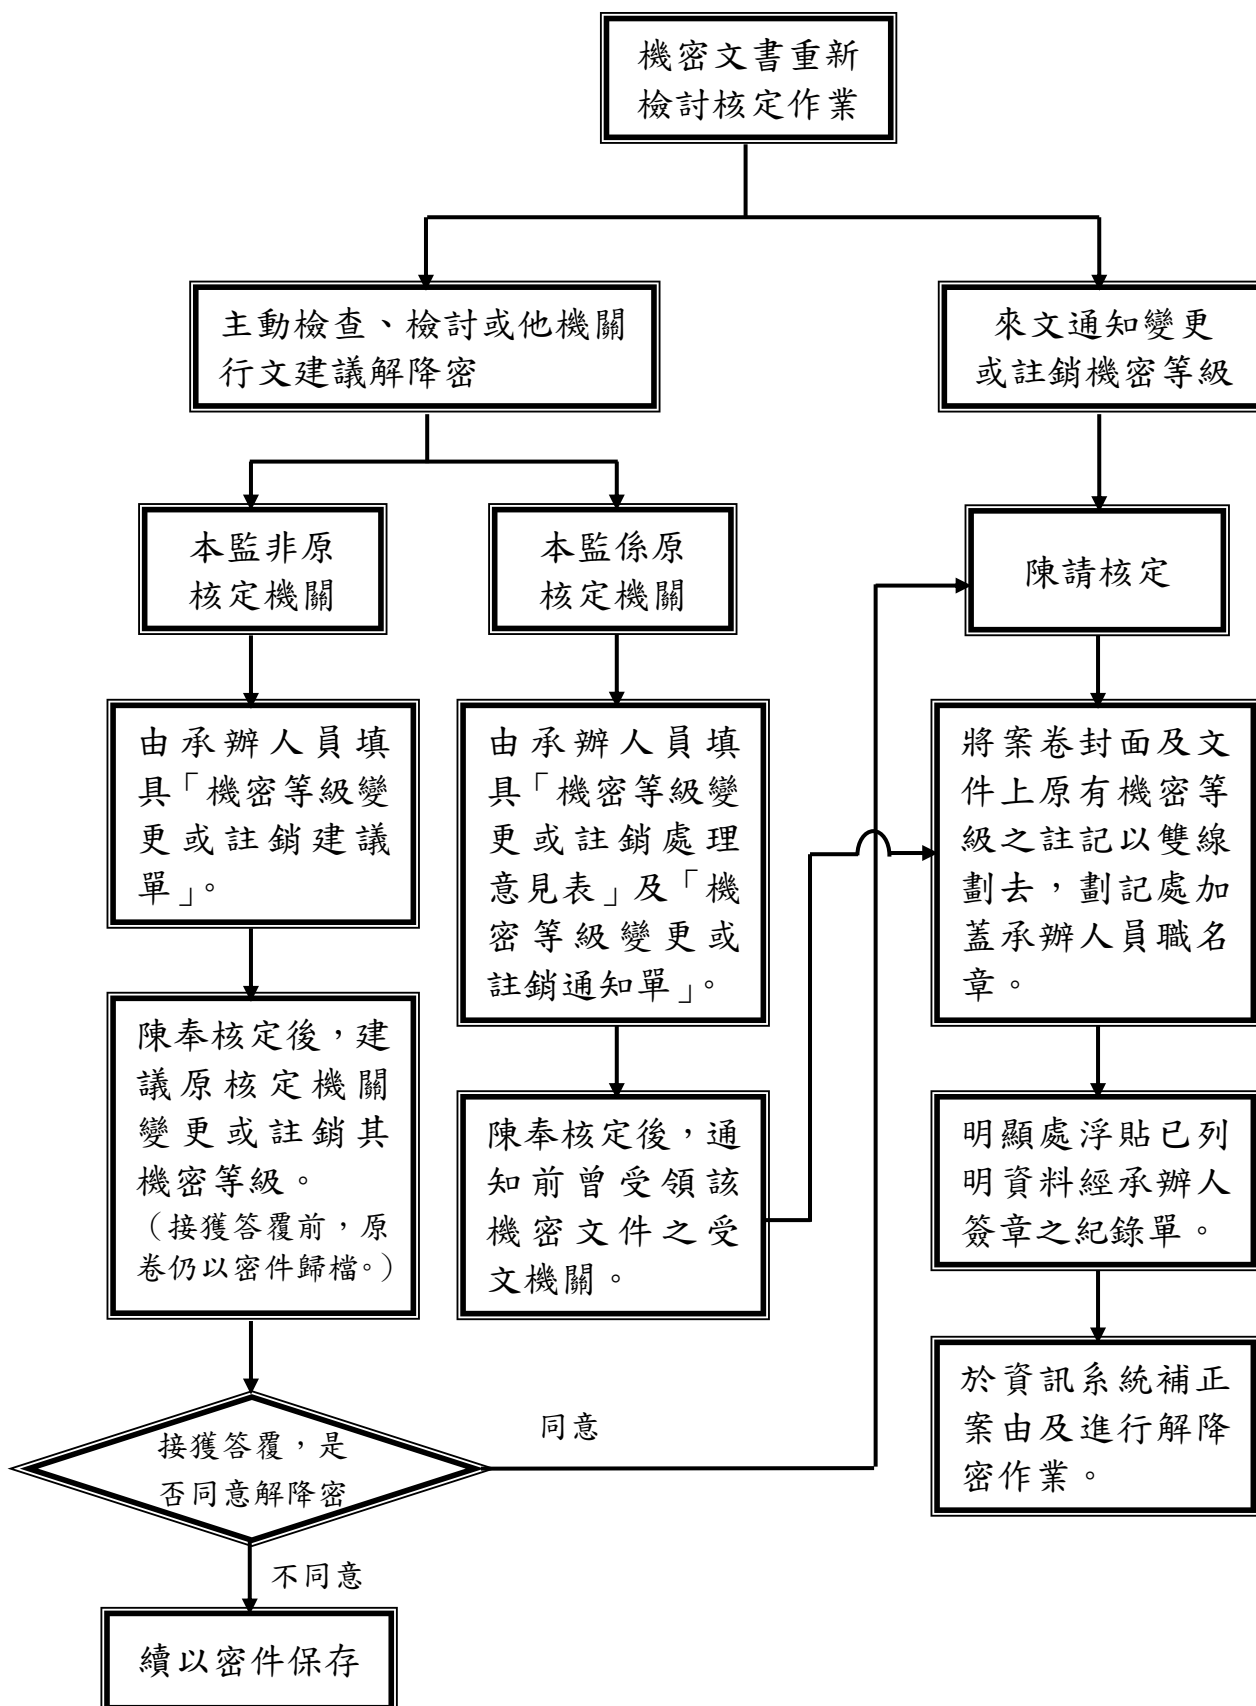 機密文書重新
檢討核定作業
主動檢查、檢討或他機關
行文建議解降密
來文通知變更
或註銷機密等級
本監非原
核定機關
本監係原
核定機關
陳請核定
由承辦人員填
具「機密等級變
更或註銷建議
單」。
由承辦人員填
具「機密等級變
更或註銷處理
意見表」及「機
密等級變更或
註銷通知單」。
將案卷封面及文
件上原有機密等
級之註記以雙線
劃去，劃記處加
蓋承辦人員職名
章。
陳奉核定後，建
議原核定機關
變更或註銷其
機密等級。
（接獲答覆前，原
卷仍以密件歸檔。）
陳奉核定後，通
知前曾受領該
機密文件之受
文機關。
明顯處浮貼已列
明資料經承辦人
簽章之紀錄單。
於資訊系統補正
案由及進行解降
密作業。
接獲答覆，是
否同意解降密
同意
不同意
續以密件保存